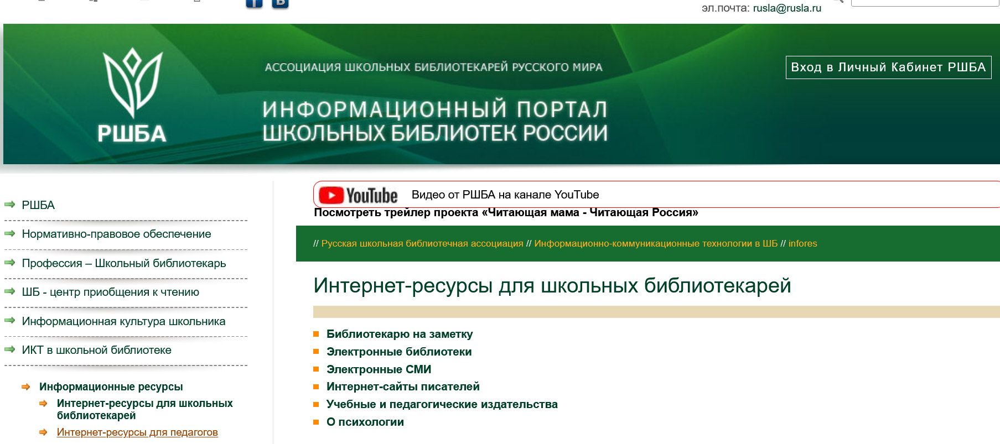 эл.почта: rusla@rusla.ru
АССОЦИАЦИЯ ШКОЛЬНЫХ БИБЛИОТЕКАРЕЙ РУССКОГО МИРА
Вход в Личный Кабинет РШБА
ИНФОРМАЦИОННЫЙ ПОРТАЛ
ШКОЛЬНЫХ БИБЛИОТЕК РОССИИ
РШБА
РШБА
Нормативно-правовое обеспечение
Профессия – Школьный библиотекарь
ШБ - центр приобщения к чтению
Информационная культура школьника
ИКТ в школьной библиотеке
Информационные ресурсы
Интернет-ресурсы для школьных
библиотекарей
Интернет-ресурсы для педагогов
YouTube Видео от РШБА на канале YouTube
Посмотреть трейлер проекта «Читающая мама - Читающая Россия»
// Русская школьная библиотечная ассоциация // Информационно-коммуникационные технологии в ШБ // infores
Интернет-ресурсы для школьных библиотекарей
Библиотекарю на заметку
Электронные библиотеки
Электронные СМИ
Интернет-сайты писателей
Учебные и педагогические издательства
О психологии